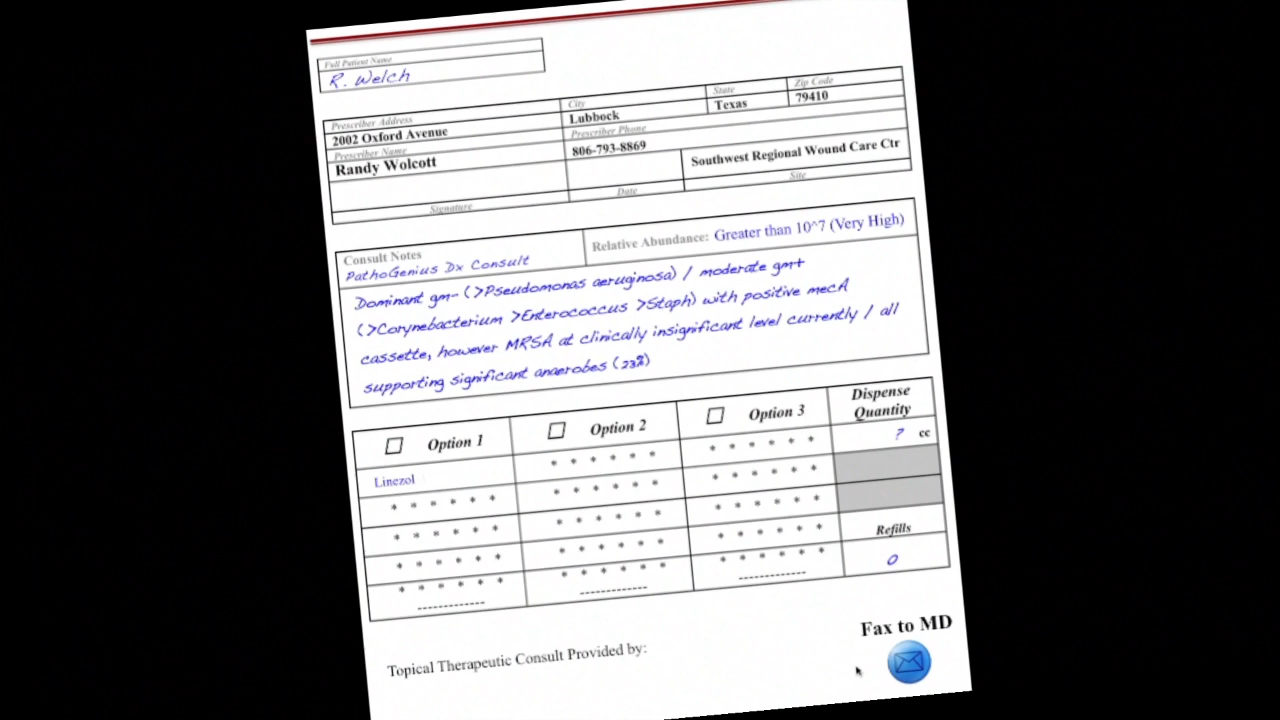 Full Patient Name
R. Welch
Prescriber Address City State Zip Code
2002 Oxford Avenue Lubbock Texas 79410
Prescriber Name Prescriber Phone
Randy Wolcott 806-793-8869 Southwest Regional Wound Care Ctr
Signature Date Site
Consult Notes Relative Abundance: Greater than 10^7 (Very High)
PathoGenius Dx Consult
Dominant gm- (>Pseudomonas aeruginosa) / moderate gm+
(>Corynebacterium >Enterococcus >Staph) with positive mecA
cassette, however MRSA at clinically insignificant level currently / all
supporting significant anaerobes (23%)
Option 1 Option 2 Option 3 Dispense Quantity
Linezol * * * * * * * * * * * * ? cc
* * * * * * * * * * * * * * * * * *
* * * * * * * * * * * * * * * * * *
* * * * * * * * * * * * * * * * * * Refills
* * * * * * * * * * * * * * * * * * 0
------------- ------------- -------------
Fax to MD
Topical Therapeutic Consult Provided by: